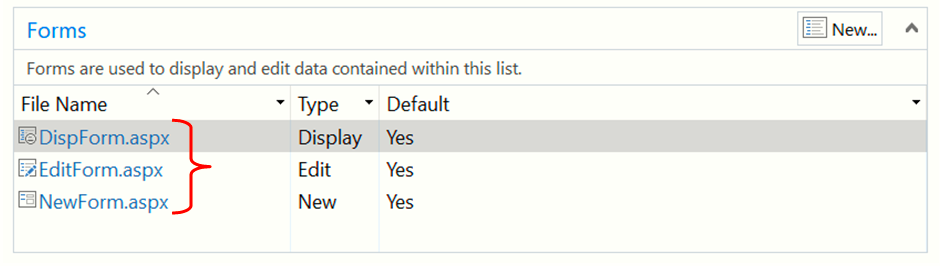 Forms New...
Forms are used to display and edit data contained within this list.
File Name Type Default
DispForm.aspx Display Yes
EditForm.aspx Edit Yes
NewForm.aspx New Yes